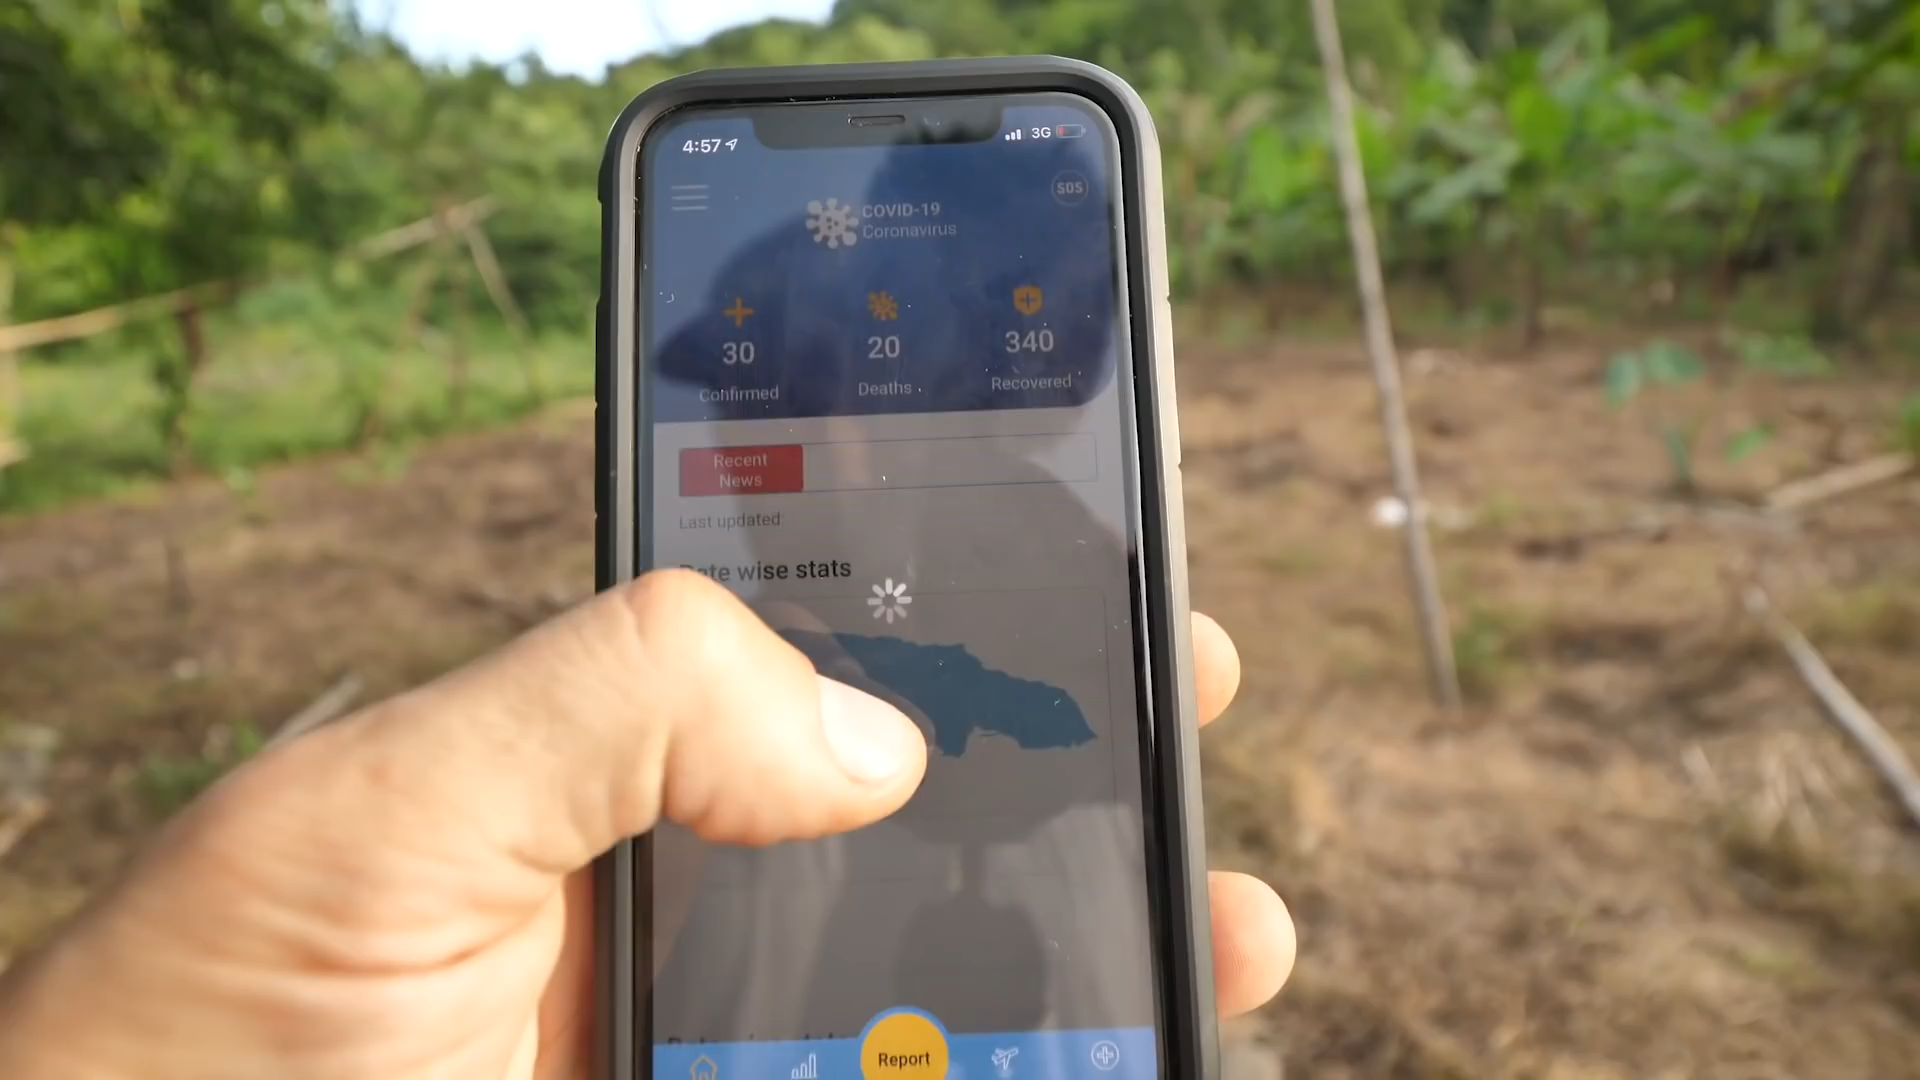 4:57
3G
SOS
COVID-19
Coronavirus
30
20
340
Confirmed
Deaths
Recovered
Recent
News
Last updated
wise stats
Report